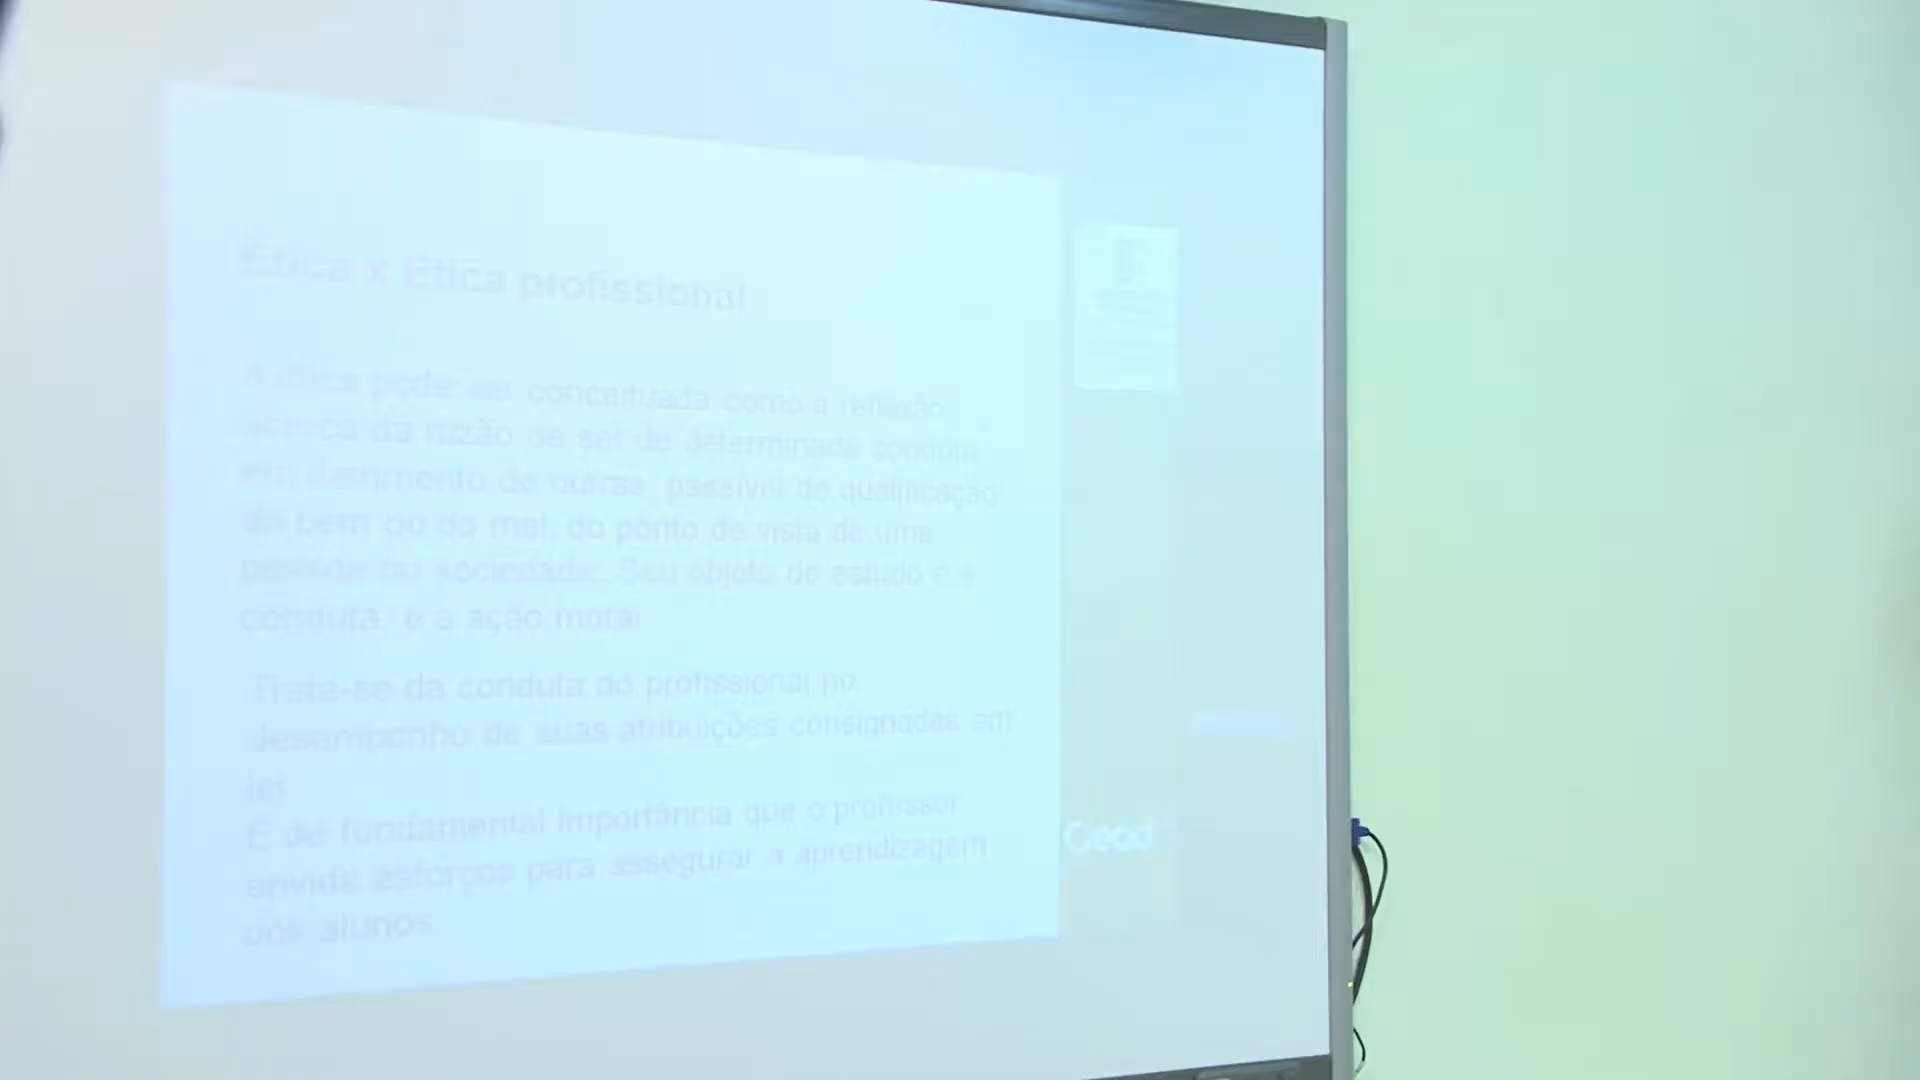 Ética x Ética profissional
A ética pode ser conceituada como a reflexão
acerca da razão de ser de determinada conduta
em detrimento de outras, passível de qualificação
do bem ou do mal, do ponto de vista de uma
pessoa ou sociedade. Seu objeto de estudo é a
conduta, é a ação moral
Trata-se da conduta do profissional no
desempenho de suas atribuições consignadas em
lei
É de fundamental importância que o professor
envide esforços para assegurar a aprendizagem
dos alunos
Cead